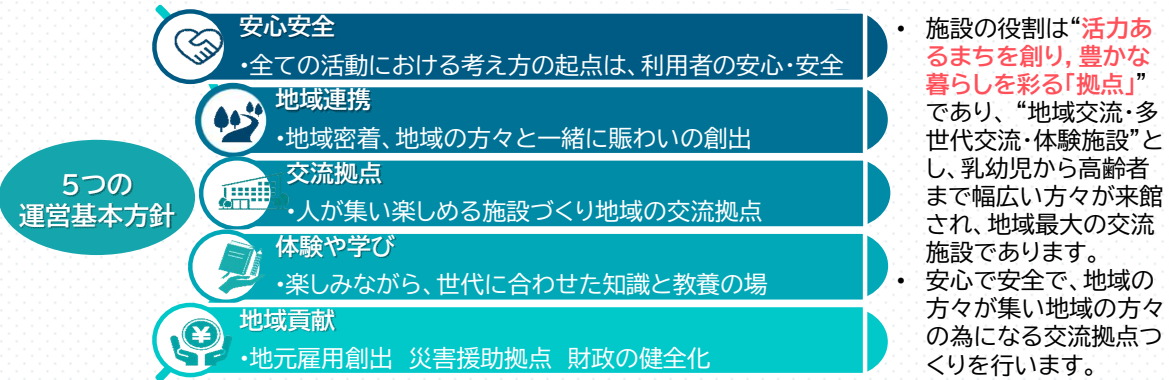 5つの
運営基本方針
安心安全
・全ての活動における考え方の起点は、利用者の安心・安全
地域連携
・地域密着、地域の方々と一緒に賑わいの創出
交流拠点
・人が集い楽しめる施設づくり地域の交流拠点
体験や学び
・楽しみながら、世代に合わせた知識と教養の場
地域貢献
・地元雇用創出　災害援助拠点　財政の健全化
• 施設の役割は“活力あ
るまちを創り，豊かな
暮らしを彩る「拠点」”
であり、“地域交流・多
世代交流・体験施設”と
し、乳幼児から高齢者
まで幅広い方々が来館
され、地域最大の交流
施設であります。
• 安心で安全で、地域の
方々が集い地域の方々
の為になる交流拠点つ
くりを行います。
¥